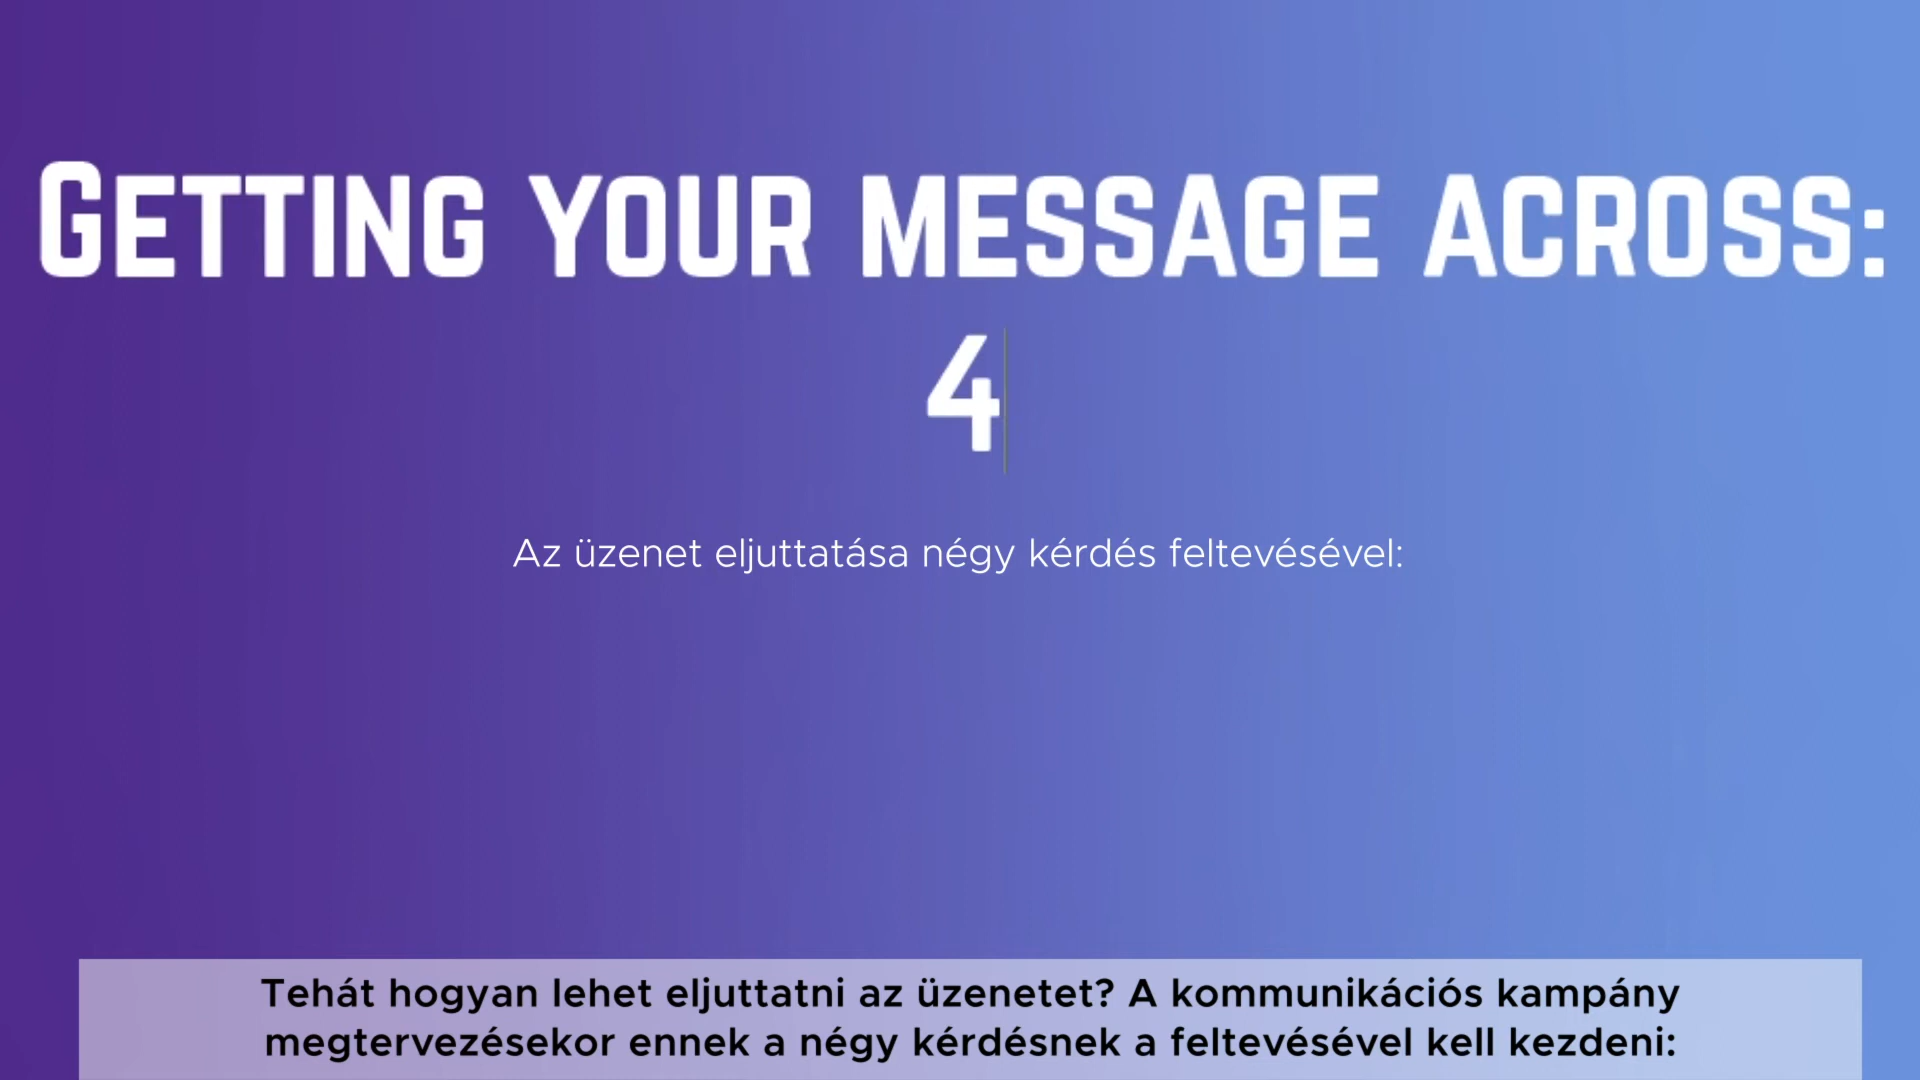 GETTING YOUR MESSAGE ACROSS:
4
Az üzenet eljuttatása négy kérdés feltevésével:
Tehát hogyan lehet eljuttatni az üzenetet? A kommunikációs kampány
megtervezésekor ennek a négy kérdésnek a feltevésével kell kezdeni: